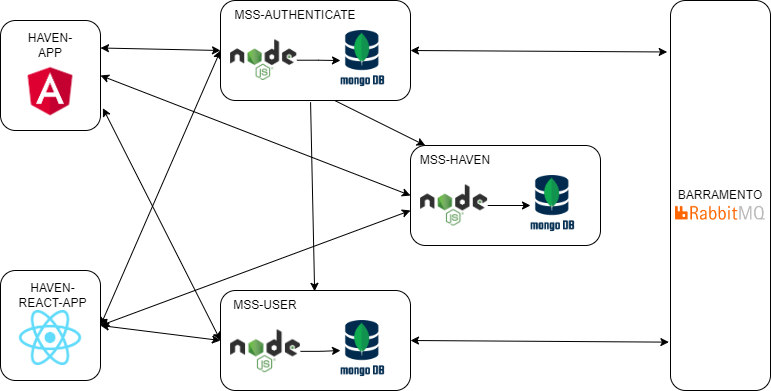 HAVEN-
APP
A
MSS-AUTHENTICATE
node
JS
mongo DB
MSS-HAVEN
node
JS
mongo DB
BARRAMENTO
RabbitMQ
HAVEN-
REACT-APP
MSS-USER
node
JS
mongo DB